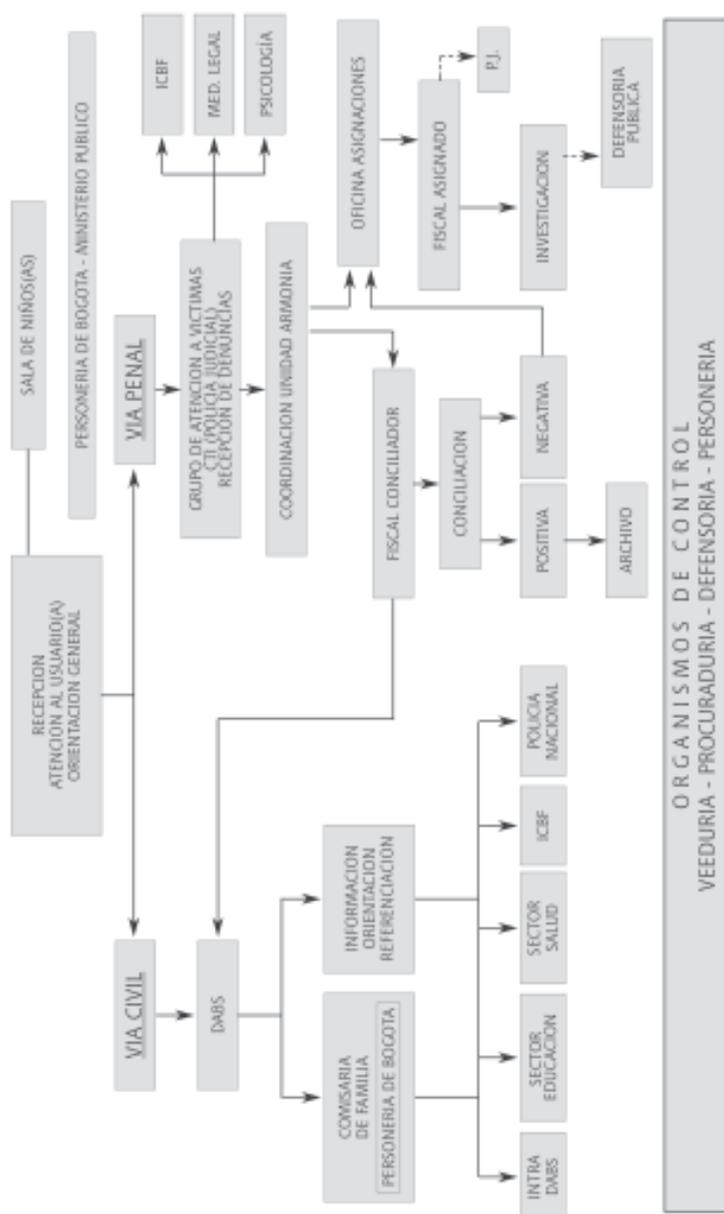 SALA DE NIÑOS(AS)
RECEPCION
ATENCIÓN AL USUARIO(A)
ORIENTACION GENERAL
PERSONERIA DE BOGOTA - MINISTERIO PUBLICO
VIA CIVIL
VIA PENAL
ICBF
MED. LEGAL
PSICOLOGÍA
DABS
GRUPO DE ATENCION A VICTIMAS
CTI (POLICIA JUDICIAL)
RECEPCION DE DENUNCIAS
COORDINACION UNIDAD ARMONIA
COMISARIA
DE FAMILIA
PERSONERIA DE BOGOTA
INFORMACION
ORIENTACION
REFERENCIACION
FISCAL CONCILIADOR
OFICINA ASIGNACIONES
CONCILIACION
FISCAL ASIGNADO
P.J.
INTRA
DABS
SECTOR
EDUCACION
SECTOR
SALUD
ICBF
POLICIA
NACIONAL
POSITIVA
NEGATIVA
INVESTIGACION
ARCHIVO
DEFENSORIA
PUBLICA
ORGANISMOS DE CONTROL
VEEDURIA - PROCURADURIA - DEFENSORIA - PERSONERIA